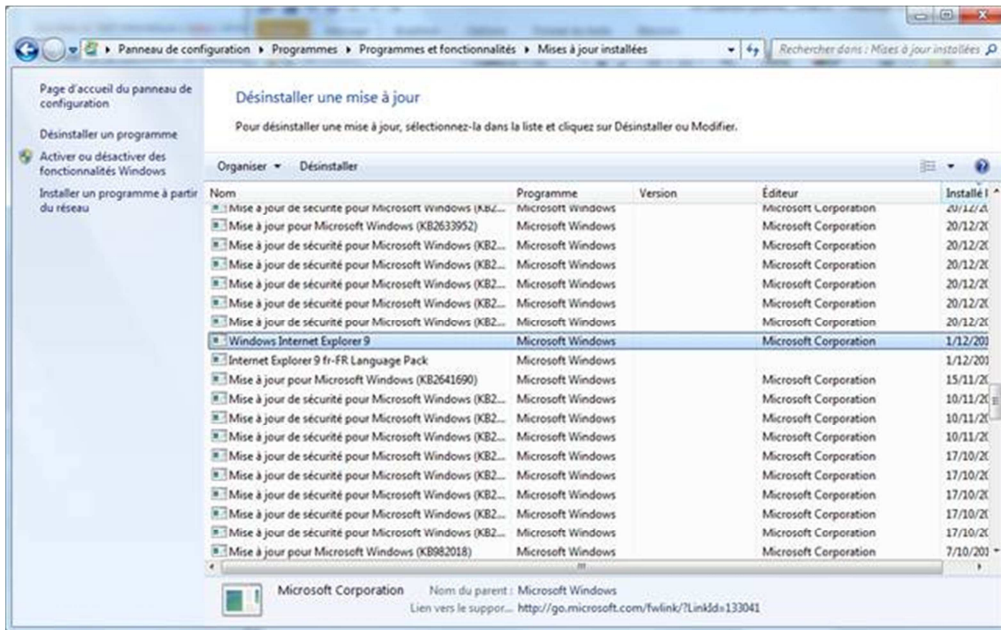 Panneau de configuration ▸ Programmes ▸ Programmes et fonctionnalités ▸ Mises à jour installées
Rechercher dans : Mises à jour installées
Page d'accueil du panneau de configuration
Désinstaller un programme
Activer ou désactiver des fonctionnalités Windows
Installer un programme à partir du réseau
Désinstaller une mise à jour
Pour désinstaller une mise à jour, sélectionnez-la dans la liste et cliquez sur Désinstaller ou Modifier.
Organiser Désinstaller
Nom Programme Version Éditeur Installé l
Mise à jour de sécurité pour Microsoft Windows (KB2... Microsoft Windows Microsoft Corporation 20/12/20
Mise à jour pour Microsoft Windows (KB2633952) Microsoft Windows Microsoft Corporation 20/12/20
Mise à jour de sécurité pour Microsoft Windows (KB2... Microsoft Windows Microsoft Corporation 20/12/20
Mise à jour de sécurité pour Microsoft Windows (KB2... Microsoft Windows Microsoft Corporation 20/12/20
Mise à jour de sécurité pour Microsoft Windows (KB2... Microsoft Windows Microsoft Corporation 20/12/20
Mise à jour de sécurité pour Microsoft Windows (KB2... Microsoft Windows Microsoft Corporation 20/12/20
Mise à jour de sécurité pour Microsoft Windows (KB2... Microsoft Windows Microsoft Corporation 20/12/20
Windows Internet Explorer 9 Microsoft Windows Microsoft Corporation 1/12/201
Internet Explorer 9 fr-FR Language Pack Microsoft Windows 1/12/201
Mise à jour pour Microsoft Windows (KB2641690) Microsoft Windows Microsoft Corporation 15/11/20
Mise à jour de sécurité pour Microsoft Windows (KB2... Microsoft Windows Microsoft Corporation 10/11/20
Mise à jour de sécurité pour Microsoft Windows (KB2... Microsoft Windows Microsoft Corporation 10/11/20
Mise à jour de sécurité pour Microsoft Windows (KB2... Microsoft Windows Microsoft Corporation 10/11/20
Mise à jour de sécurité pour Microsoft Windows (KB2... Microsoft Windows Microsoft Corporation 17/10/20
Mise à jour de sécurité pour Microsoft Windows (KB2... Microsoft Windows Microsoft Corporation 17/10/20
Mise à jour de sécurité pour Microsoft Windows (KB2... Microsoft Windows Microsoft Corporation 17/10/20
Mise à jour de sécurité pour Microsoft Windows (KB2... Microsoft Windows Microsoft Corporation 17/10/20
Mise à jour de sécurité pour Microsoft Windows (KB2... Microsoft Windows Microsoft Corporation 17/10/20
Mise à jour pour Microsoft Windows (KB982018) Microsoft Windows Microsoft Corporation 7/10/201
Microsoft Corporation Nom du parent : Microsoft Windows
Lien vers le suppor... http://go.microsoft.com/fwlink/?LinkId=133041